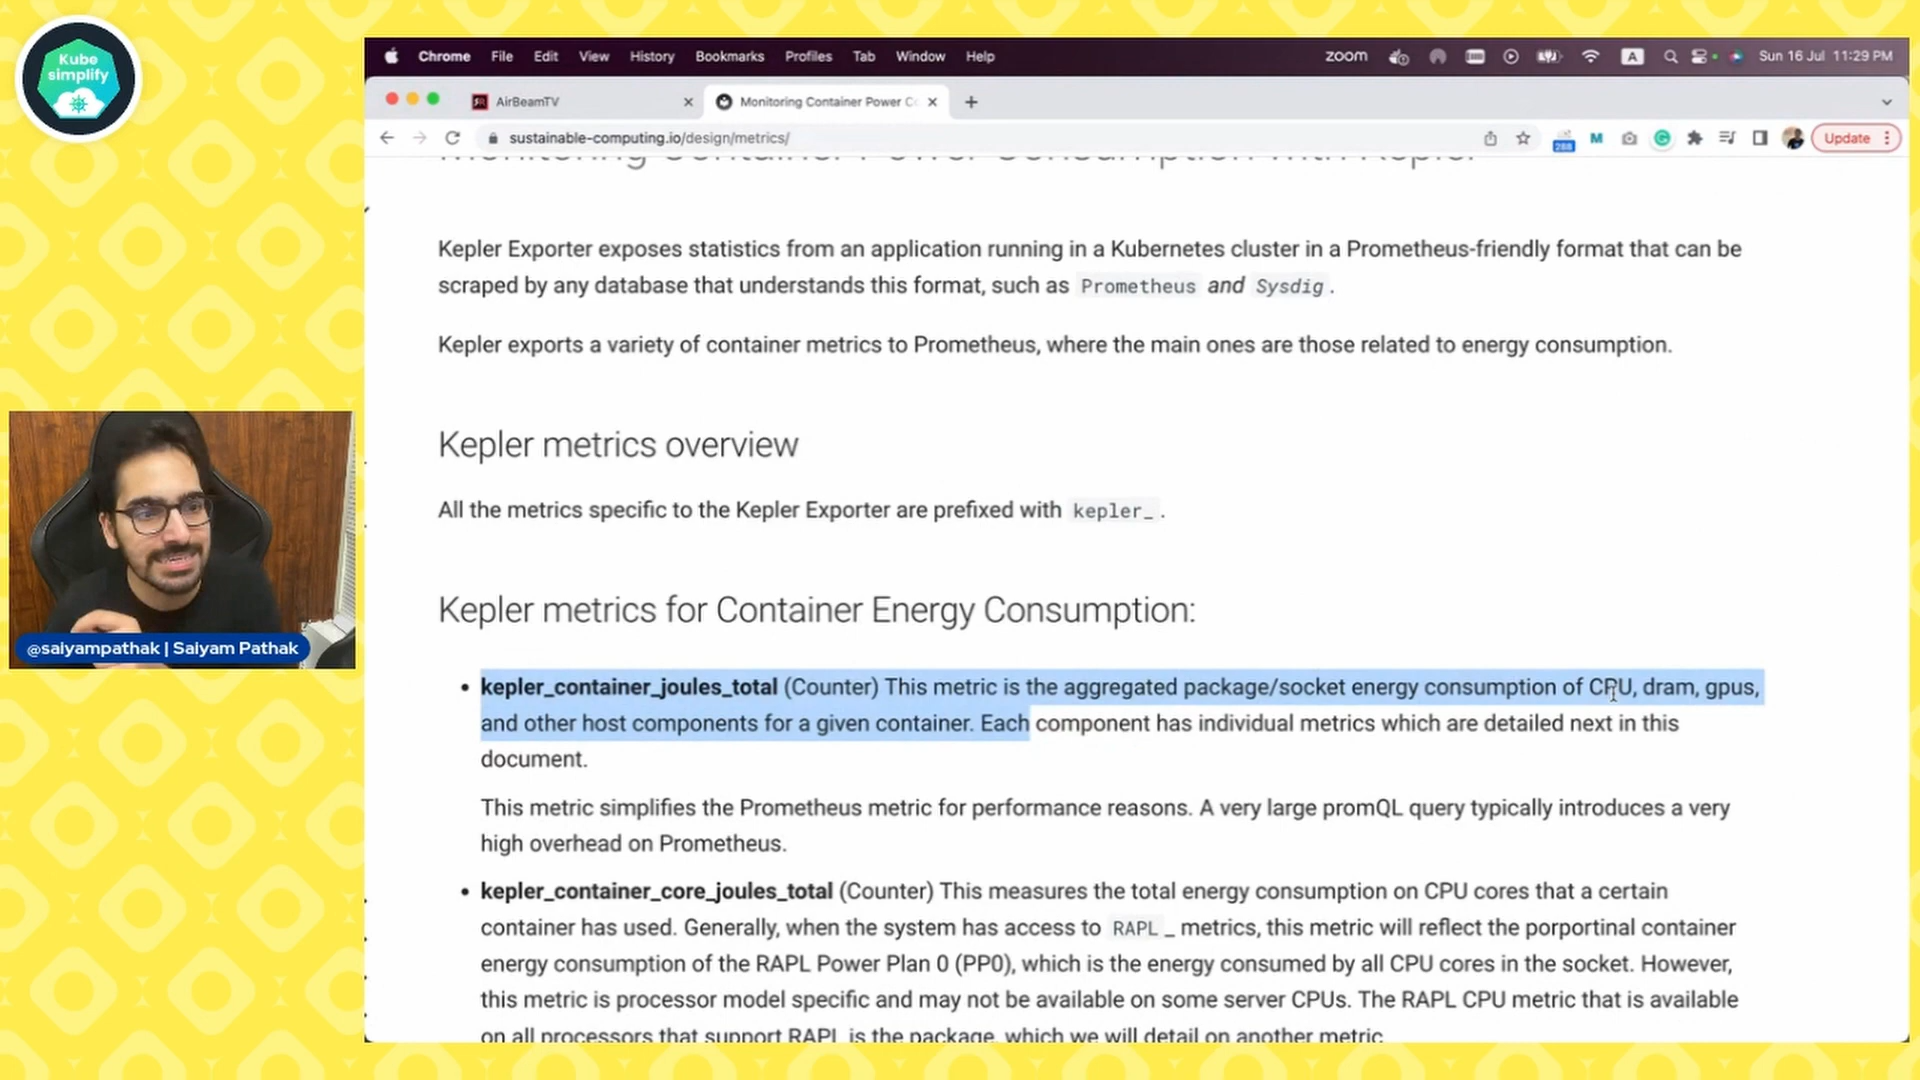 Kube
simplify
Chrome File Edit View History Bookmarks Profiles Tab Window Help
zoom A Sun 16 Jul 11:29 PM
AirBeamTV
Monitoring Container Power C
sustainable-computing.io/design/metrics/
288 M Update
Monitoring Container Power Consumption with Kepler
Kepler Exporter exposes statistics from an application running in a Kubernetes cluster in a Prometheus-friendly format that can be
scraped by any database that understands this format, such as Prometheus and Sysdig.
Kepler exports a variety of container metrics to Prometheus, where the main ones are those related to energy consumption.
Kepler metrics overview
All the metrics specific to the Kepler Exporter are prefixed with kepler_.
Kepler metrics for Container Energy Consumption:
• kepler_container_joules_total (Counter) This metric is the aggregated package/socket energy consumption of CPU, dram, gpus,
and other host components for a given container. Each component has individual metrics which are detailed next in this
document.
This metric simplifies the Prometheus metric for performance reasons. A very large promQL query typically introduces a very
high overhead on Prometheus.
• kepler_container_core_joules_total (Counter) This measures the total energy consumption on CPU cores that a certain
container has used. Generally, when the system has access to RAPL_ metrics, this metric will reflect the porportinal container
energy consumption of the RAPL Power Plan 0 (PP0), which is the energy consumed by all CPU cores in the socket. However,
this metric is processor model specific and may not be available on some server CPUs. The RAPL CPU metric that is available
on all processors that support RAPL is the package, which we will detail on another metric.
@saiyampathak | Saiyam Pathak